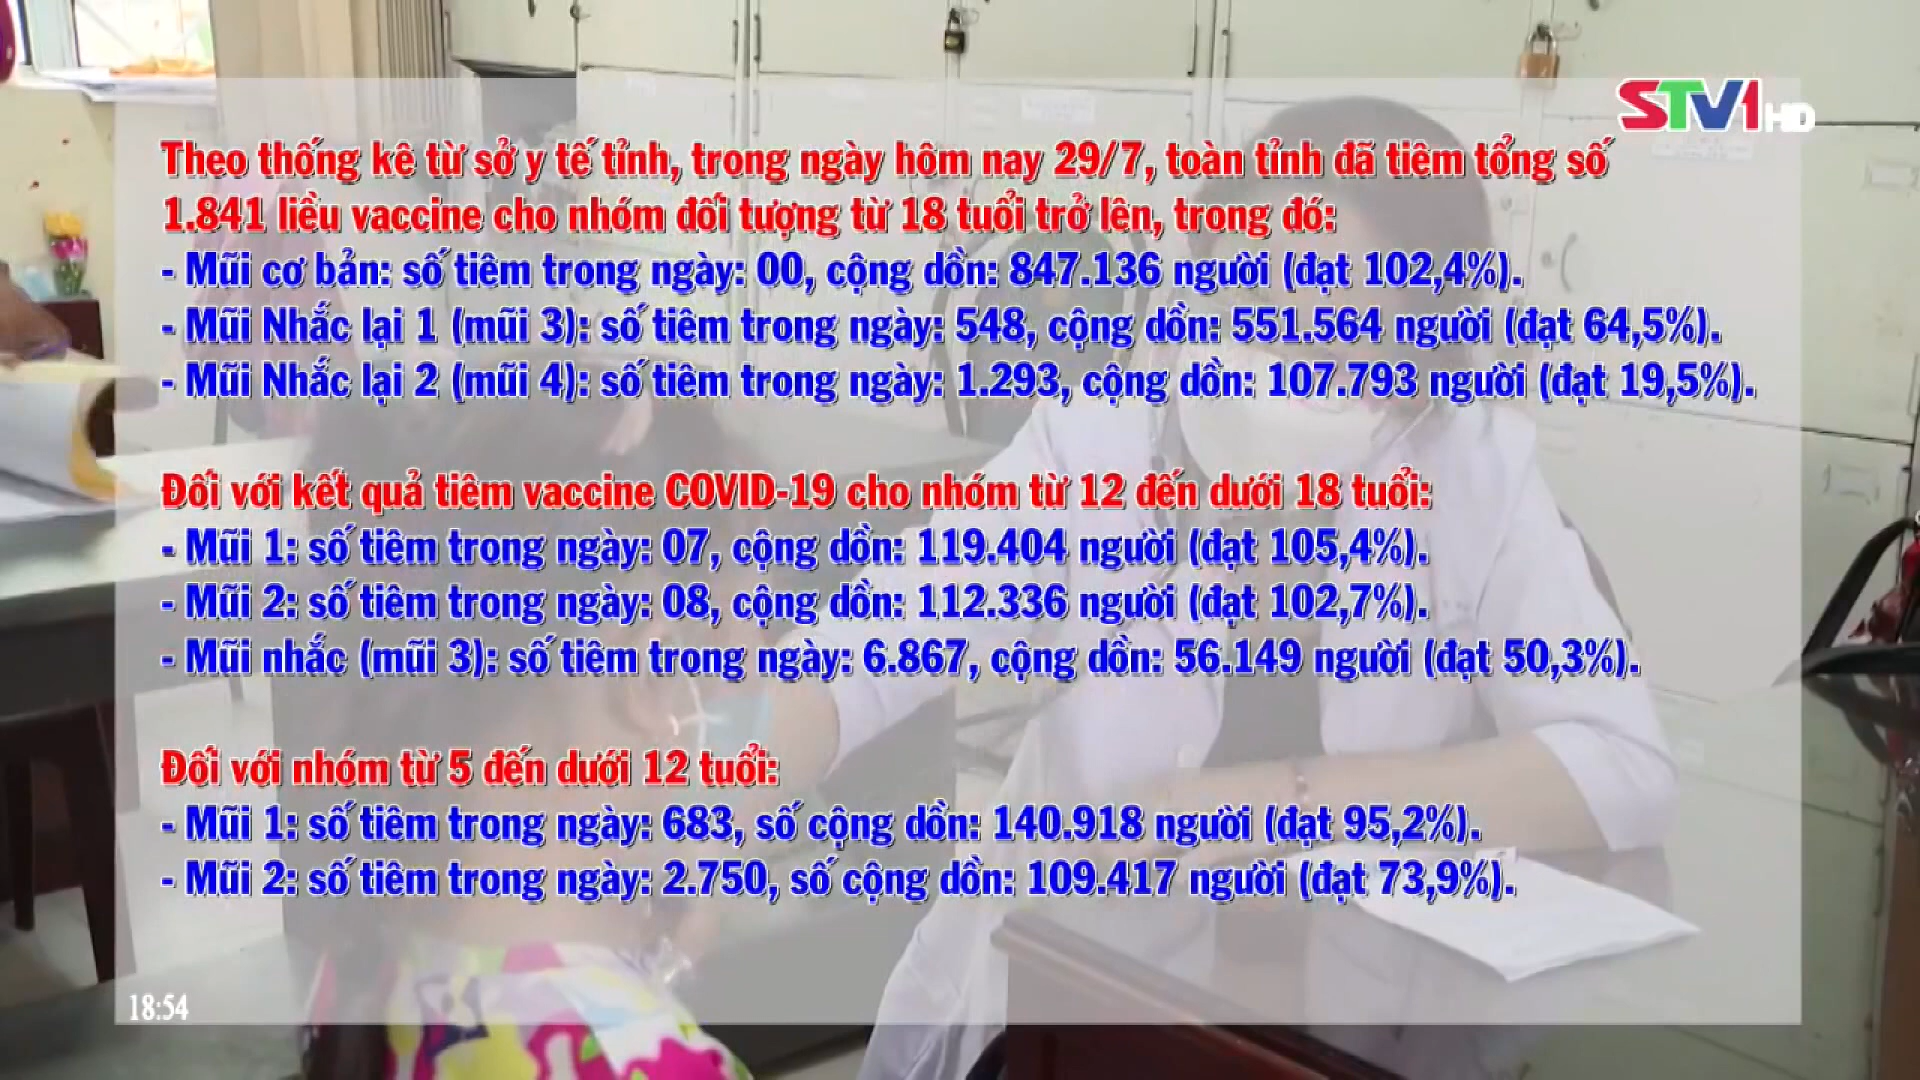 STV1 HD
Theo thống kê từ sở y tế tỉnh, trong ngày hôm nay 29/7, toàn tỉnh đã tiêm tổng số
1.841 liều vaccine cho nhóm đối tượng từ 18 tuổi trở lên, trong đó:
- Mũi cơ bản: số tiêm trong ngày: 00, cộng dồn: 847.136 người (đạt 102,4%).
- Mũi Nhắc lại 1 (mũi 3): số tiêm trong ngày: 548, cộng dồn: 551.564 người (đạt 64,5%).
- Mũi Nhắc lại 2 (mũi 4): số tiêm trong ngày: 1.293, cộng dồn: 107.793 người (đạt 19,5%).
Đối với kết quả tiêm vaccine COVID-19 cho nhóm từ 12 đến dưới 18 tuổi:
- Mũi 1: số tiêm trong ngày: 07, cộng dồn: 119.404 người (đạt 105,4%).
- Mũi 2: số tiêm trong ngày: 08, cộng dồn: 112.336 người (đạt 102,7%).
- Mũi nhắc (mũi 3): số tiêm trong ngày: 6.867, cộng dồn: 56.149 người (đạt 50,3%).
Đối với nhóm từ 5 đến dưới 12 tuổi:
- Mũi 1: số tiêm trong ngày: 683, số cộng dồn: 140.918 người (đạt 95,2%).
- Mũi 2: số tiêm trong ngày: 2.750, số cộng dồn: 109.417 người (đạt 73,9%).
18:54